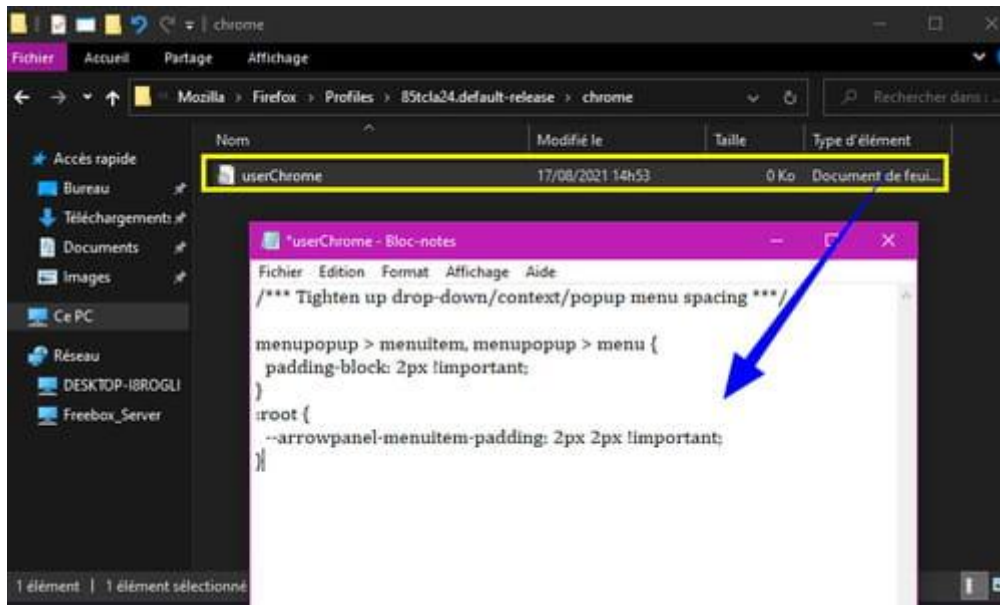 chrome
Fichier Accueil Partage Affichage
Mozilla > Firefox > Profiles > 85tcla24.default-release > chrome
Rechercher dans : ...
Nom Modifié le Taille Type d'élément
Accès rapide
userChrome 17/08/2021 14h53 0 Ko Document de feui...
Bureau
Téléchargements
Documents
Images
Ce PC
Réseau
DESKTOP-I8ROGLI
Freebox_Server
*userChrome - Bloc-notes
Fichier Edition Format Affichage Aide
/*** Tighten up drop-down/context/popup menu spacing ***/
menupopup > menuitem, menupopup > menu {
padding-block: 2px !important;
}
:root {
--arrowpanel-menuitem-padding: 2px 2px !important;
}
1 élément | 1 élément sélectionné